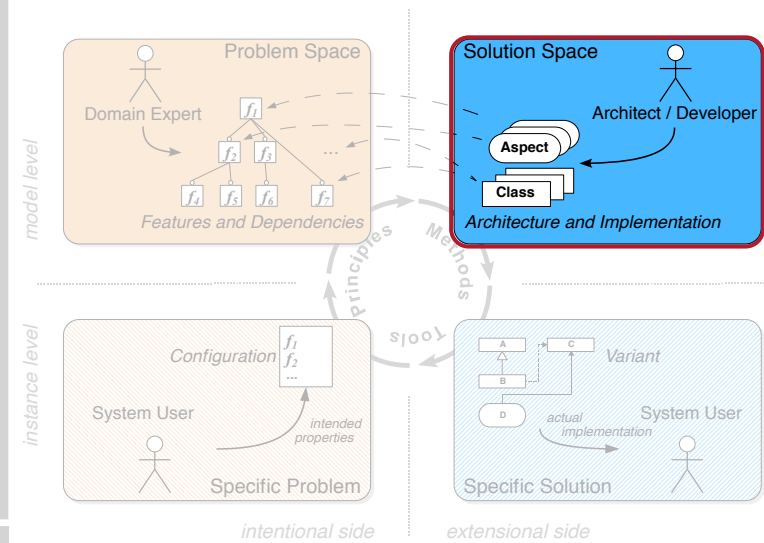 Problem Space
Domain Expert
f1
f2
f3
...
f4
f5
f6
f7
Features and Dependencies
Solution Space
Architect / Developer
Aspect
Class
Architecture and Implementation
model level
Principles
Methods
Tools
instance level
Configuration
f1
f2
...
System User
intended
properties
Specific Problem
A
C
B
D
Variant
actual
implementation
System User
Specific Solution
intentional side
extensional side